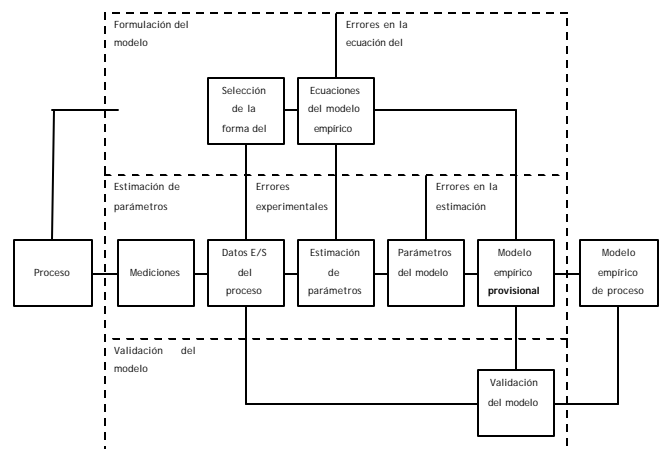 Formulación del
modelo
Errores en la
ecuación del
Selección
de la
forma del
Ecuaciones
del modelo
empírico
Estimación de
parámetros
Errores
experimentales
Errores en la
estimación
Proceso
Mediciones
Datos E/S
del
proceso
Estimación
de
parámetros
Parámetros
del modelo
Modelo
empírico
provisional
Modelo
empírico
de proceso
Validación del
modelo
Validación
del modelo